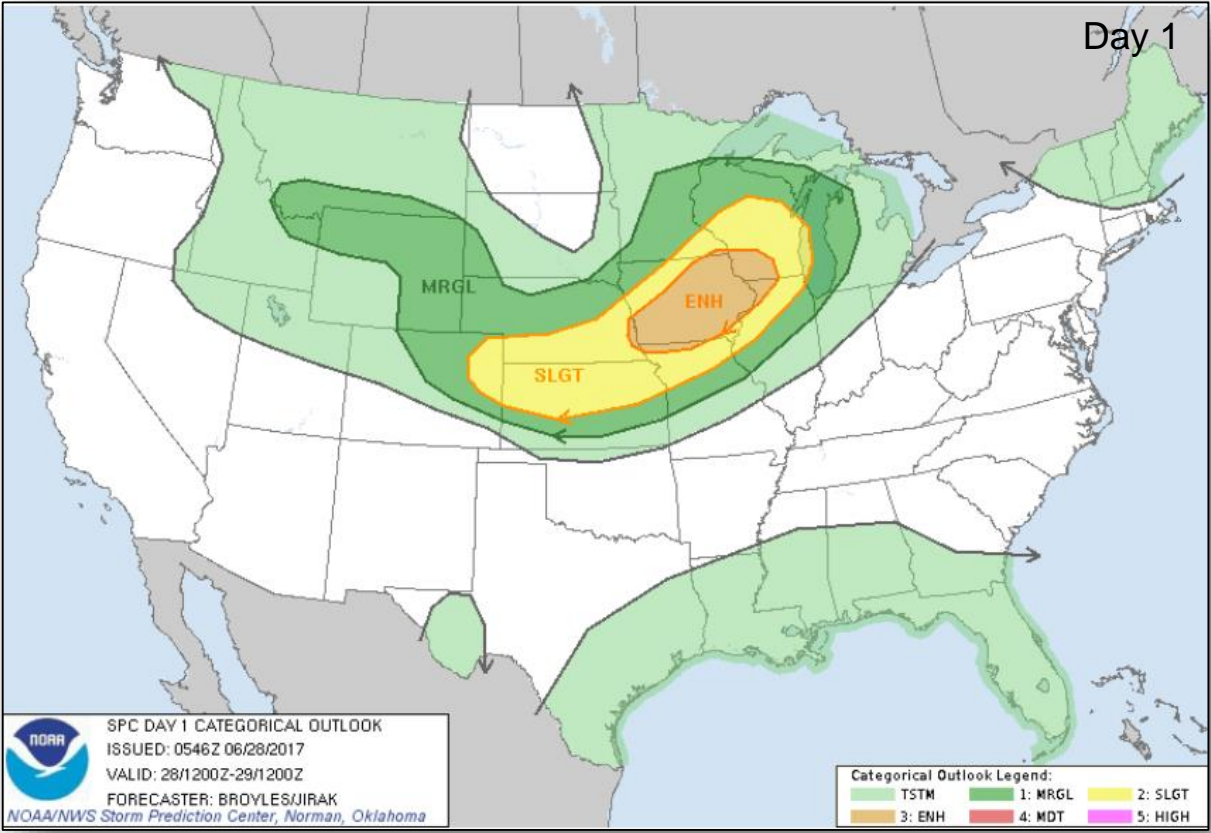 Day 1
MRGL
ENH
SLGT
NOAA
SPC DAY 1 CATEGORICAL OUTLOOK
ISSUED: 0546Z 06/28/2017
VALID: 28/1200Z-29/1200Z
FORECASTER: BROYLES/JIRAK
NOAA/NWS Storm Prediction Center, Norman, Oklahoma
Categorical Outlook Legend:
TSTM 1: MRGL 2: SLGT
3: ENH 4: MDT 5: HIGH